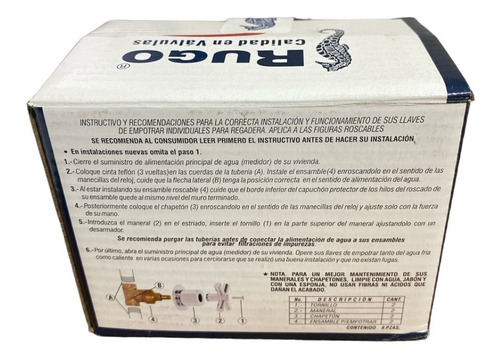 RUGO
®
Calidad en Válvulas
INSTRUCTIVO Y RECOMENDACIONES PARA LA CORRECTA INSTALACIÓN Y FUNCIONAMIENTO DE SUS LLAVES
DE EMPOTRAR INDIVIDUALES PARA REGADERA. APLICA A LAS FIGURAS ROSCABLES
SE RECOMIENDA AL CONSUMIDOR LEER PRIMERO EL INSTRUCTIVO ANTES DE HACER SU INSTALACIÓN.
• En instalaciones nuevas omita el paso 1.
1.-Cierre el suministro de alimentación principal de agua (medidor) de su vivienda.
2.-Coloque cinta teflón (3 vueltas)en las cuerdas de la tubería (A). Instale el ensamble(4) enroscandolo en el sentido de las
manecillas del reloj, cuide que la flecha lateral (B) tenga la posición correcta en el sentido de alimentación del agua.
3.-Al estar instalando su ensamble roscable (4) cuide que el borde inferior del capuchón protector de los hilos del roscado de
su ensamble quede al mismo nivel del muro terminado.
4.-Posteriormente coloque el chapetón (3) enroscandolo en el sentidos de las manecillas del reloj y ajuste solo con la fuerza
de su mano.
5.-Introduzca el maneral (2) en el estriado, inserte el tornillo (1) en la parte superior del maneral ajustandolo con un
desarmador.
Se recomienda purgar las tuberías antes de conectar la alimentación de agua a sus ensambles
para evitar filtraciones de impurezas.
6.-Por último, abra el suministro principal de agua (medidor) de su vivienda. Opere sus llaves de empotrar tanto del agua fria
como caliente en varias ocasiones para cerciorarse que se realizó una buena instalación y que no existan fugas.
★ NOTA. PARA UN MEJOR MANTENIMIENTO DE SUS
MANERALES Y CHAPETONES, LIMPIE CON AGUA, JABÓN Y
CON UNA ESPONJA, NO USAR FIBRAS NI ÁCIDOS QUE
DAÑEN EL ACABADO.
No. DESCRIPCIÓN CANT.
1 TORNILLO 2
2 MANERAL 2
3 CHAPETÓN 2
4 ENSAMBLE P/EMPOTRAR 2
CONTENIDO 8 PZAS.